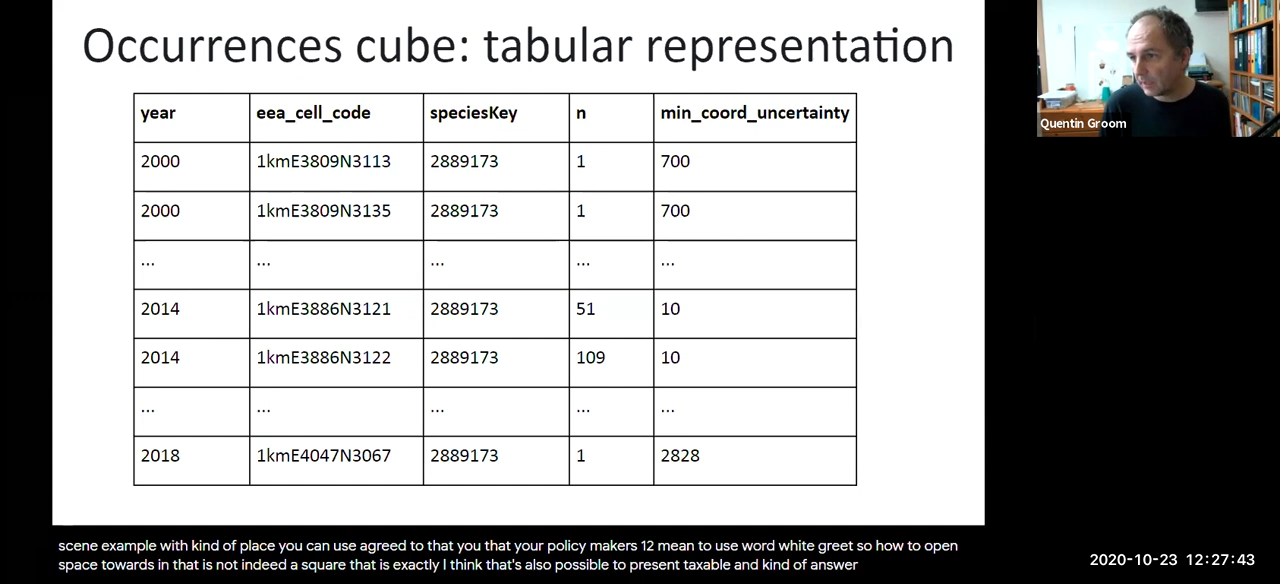 Occurrences cube: tabular representation
year eea_cell_code speciesKey n min_coord_uncertainty
2000 1kmE3809N3113 2889173 1 700
2000 1kmE3809N3135 2889173 1 700
... ... ... ... ...
2014 1kmE3886N3121 2889173 51 10
2014 1kmE3886N3122 2889173 109 10
... ... ... ... ...
2018 1kmE4047N3067 2889173 1 2828
Quentin Groom
scene example with kind of place you can use agreed to that you that your policy makers 12 mean to use word white greet so how to open
space towards in that is not indeed a square that is exactly I think that's also possible to present taxable and kind of answer
2020-10-23 12:27:43